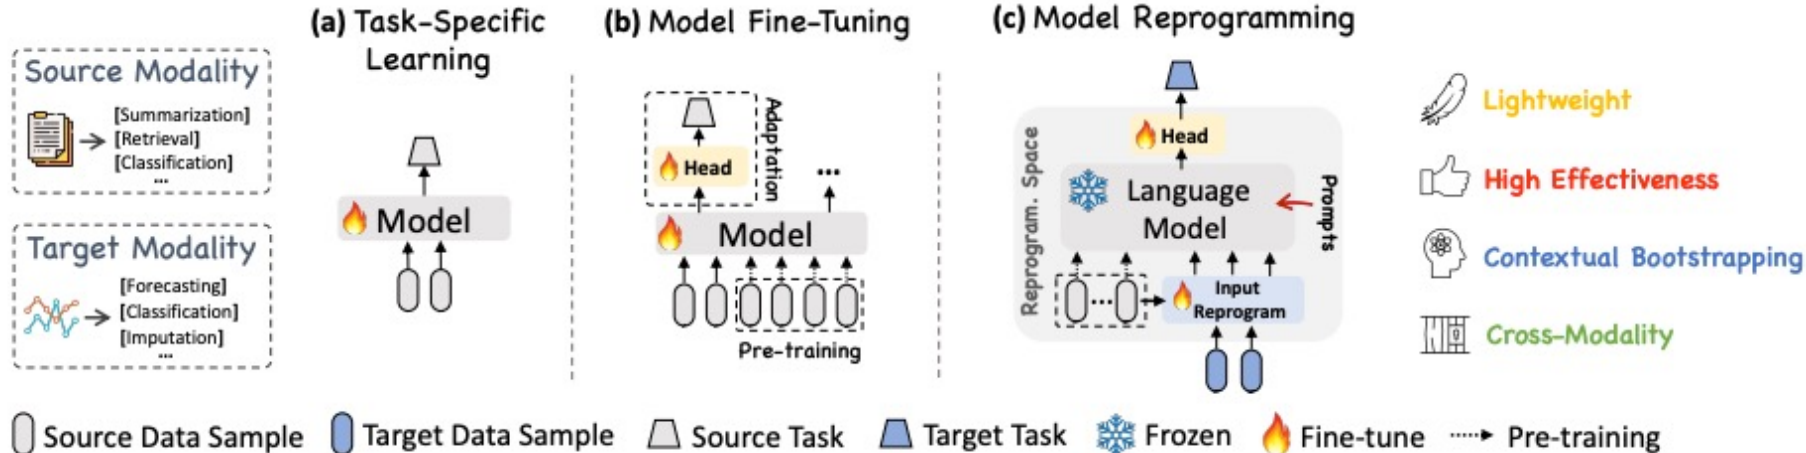 Source Modality
[Summarization]
[Retrieval]
[Classification]
...
Target Modality
[Forecasting]
[Classification]
[Imputation]
...
(a) Task-Specific
Learning
Model
(b) Model Fine-Tuning
Adaptation
Head
...
Model
Pre-training
(c) Model Reprogramming
Reprogram. Space
Head
Language
Model
Prompts
...
Input
Reprogram
Lightweight
High Effectiveness
Contextual Bootstrapping
Cross-Modality
Source Data Sample
Target Data Sample
Source Task
Target Task
Frozen
Fine-tune
Pre-training